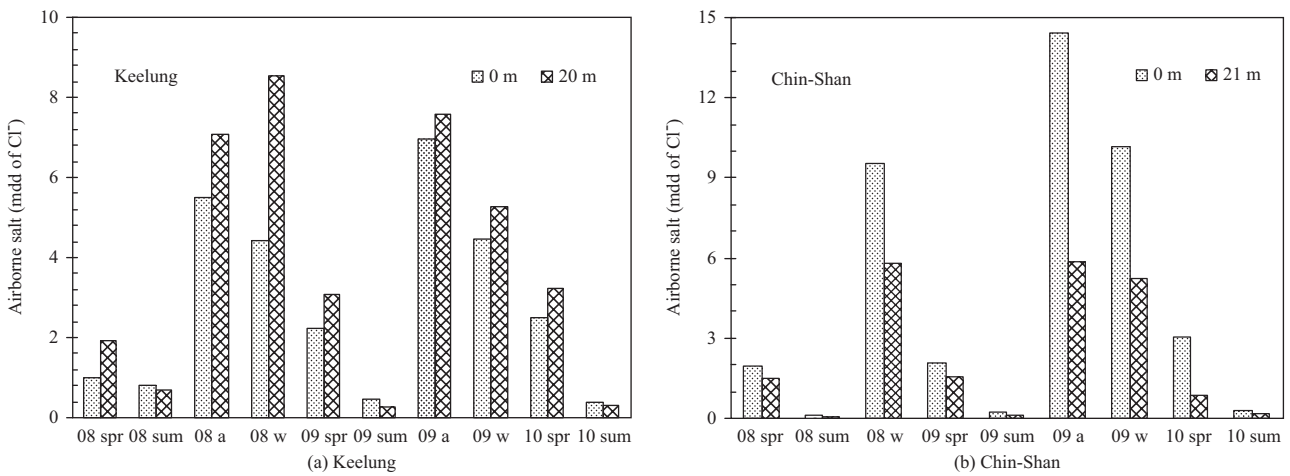 10
8
6
4
2
0
Airborne salt (mdd of Cl⁻)
Keelung
0 m 20 m
08 spr 08 sum 08 a 08 w 09 spr 09 sum 09 a 09 w 10 spr 10 sum
(a) Keelung
15
12
9
6
3
0
Airborne salt (mdd of Cl⁻)
Chin-Shan
0 m 21 m
08 spr 08 sum 08 w 09 spr 09 sum 09 a 09 w 10 spr 10 sum
(b) Chin-Shan